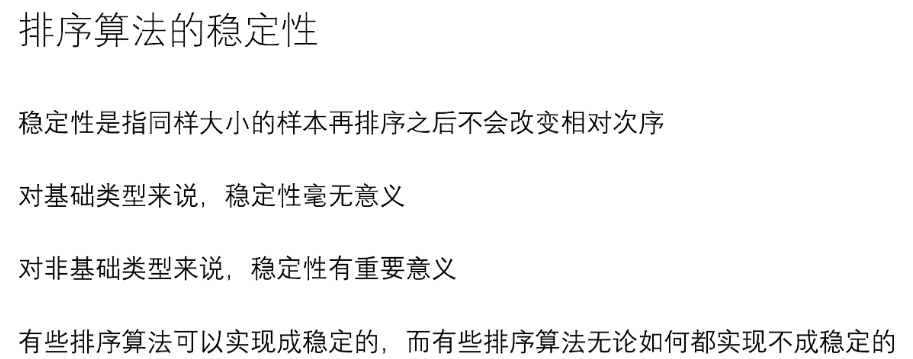 排序算法的稳定性
稳定性是指同样大小的样本再排序之后不会改变相对次序
对基础类型来说，稳定性毫无意义
对非基础类型来说，稳定性有重要意义
有些排序算法可以实现成稳定的，而有些排序算法无论如何都实现不成稳定的